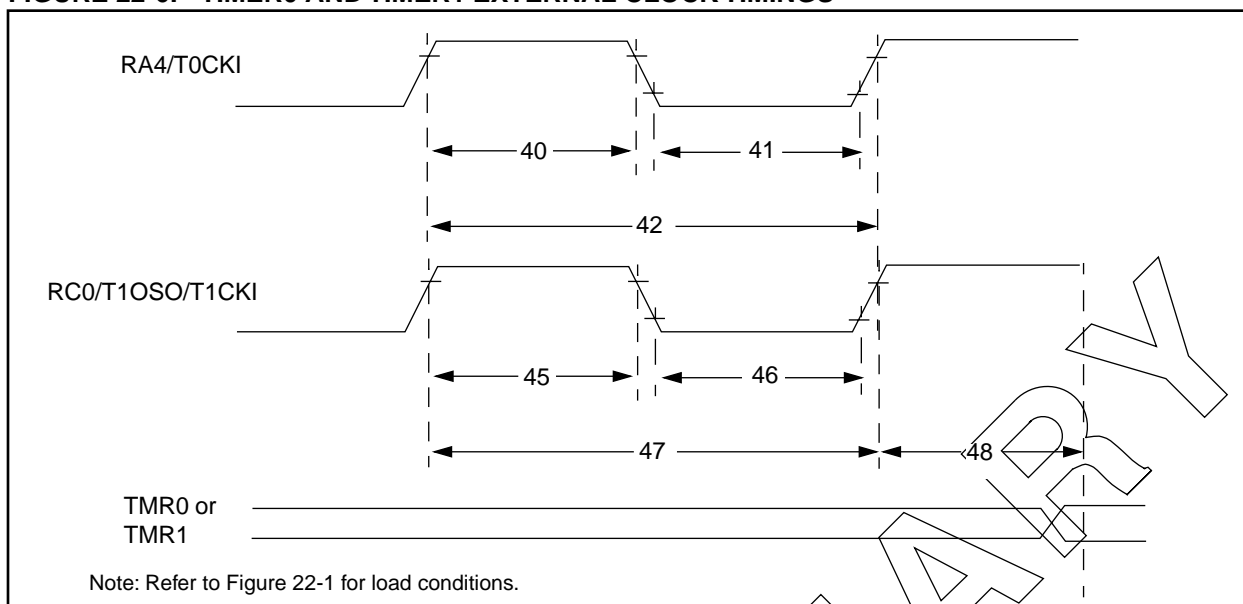 RA4/T0CKI
40
41
42
RC0/T1OSO/T1CKI
45
46
47
48
TMR0 or
TMR1
Note: Refer to Figure 22-1 for load conditions.
A R Y